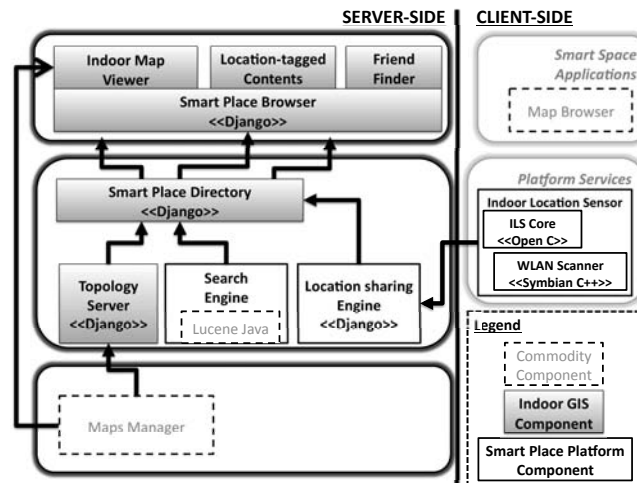 SERVER-SIDE
CLIENT-SIDE
Indoor Map
Viewer
Location-tagged
Contents
Friend
Finder
Smart Place Browser
<<Django>>
Smart Space
Applications
Map Browser
Smart Place Directory
<<Django>>
Topology
Server
<<Django>>
Search
Engine
Lucene Java
Location sharing
Engine
<<Django>>
Platform Services
Indoor Location Sensor
ILS Core
<<Open C>>
WLAN Scanner
<<Symbian C++>>
Maps Manager
Legend
Commodity
Component
Indoor GIS
Component
Smart Place Platform
Component